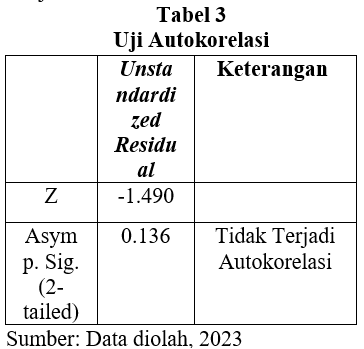 Tabel 3
Uji Autokorelasi
Unsta
ndardi
zed
Residu
al
Keterangan
Z
-1.490
Asym
p. Sig.
(2-
tailed)
0.136
Tidak Terjadi
Autokorelasi
Sumber: Data diolah, 2023